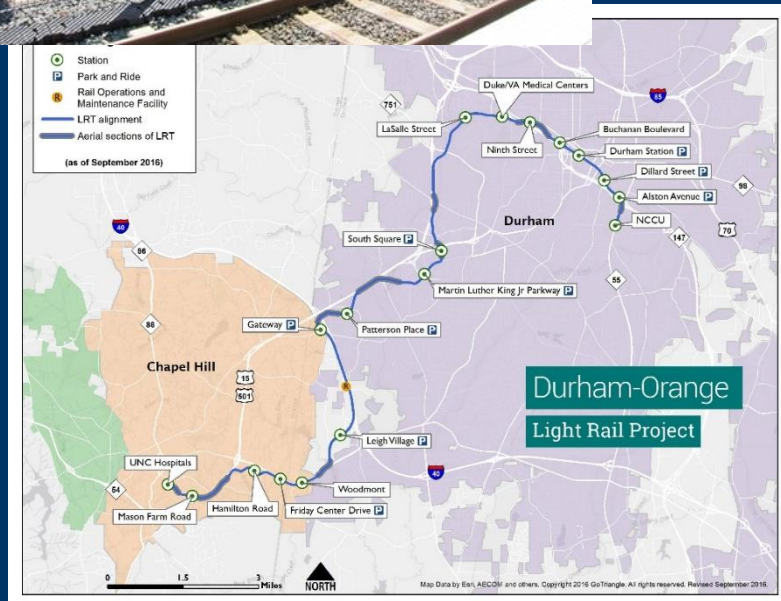 Station
P Park and Ride
R Rail Operations and
Maintenance Facility
LRT alignment
Aerial sections of LRT
(as of September 2016)
751
Duke/VA Medical Centers
85
LaSalle Street
Ninth Street
Buchanan Boulevard
Durham Station P
Dillard Street P
98
Alston Avenue P
Durham
NCCU
70
147
40
86
South Square P
55
Martin Luther King Jr Parkway P
86
Gateway P
Patterson Place P
Chapel Hill
15
501
Durham-Orange
Light Rail Project
R
Leigh Village P
40
UNC Hospitals
54
Woodmont
Mason Farm Road
Hamilton Road
Friday Center Drive P
0 1.5 3
Miles
NORTH
Map Data by Esri, AECOM and others. Copyright 2016 GoTriangle. All rights reserved. Revised September 2016.